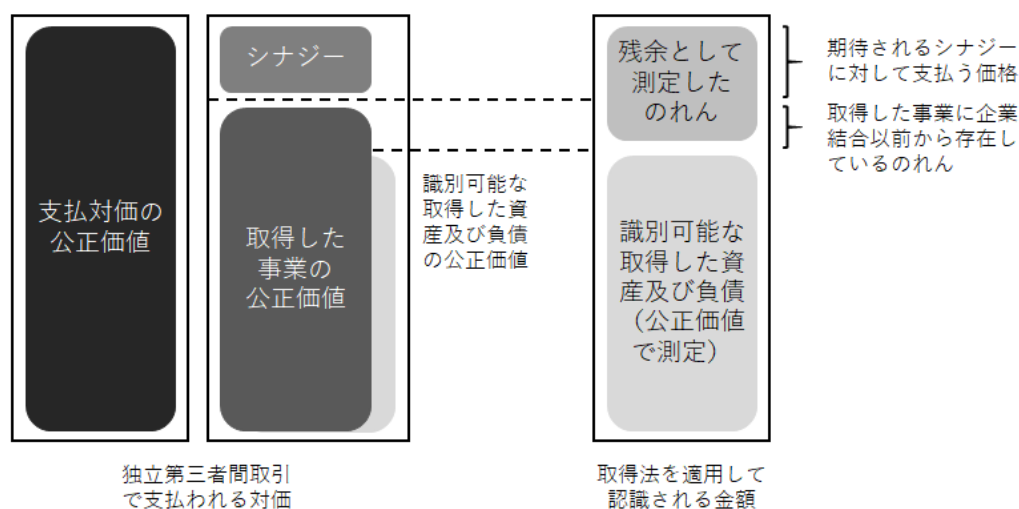 支払対価の
公正価値
シナジー
取得した
事業の
公正価値
識別可能な
取得した資
産及び負債
の公正価値
残余として
測定した
のれん
識別可能な
取得した資
産及び負債
（公正価値
で測定）
期待されるシナジー
に対して支払う価格
取得した事業に企業
結合以前から存在し
ているのれん
独立第三者間取引
で支払われる対価
取得法を適用して
認識される金額